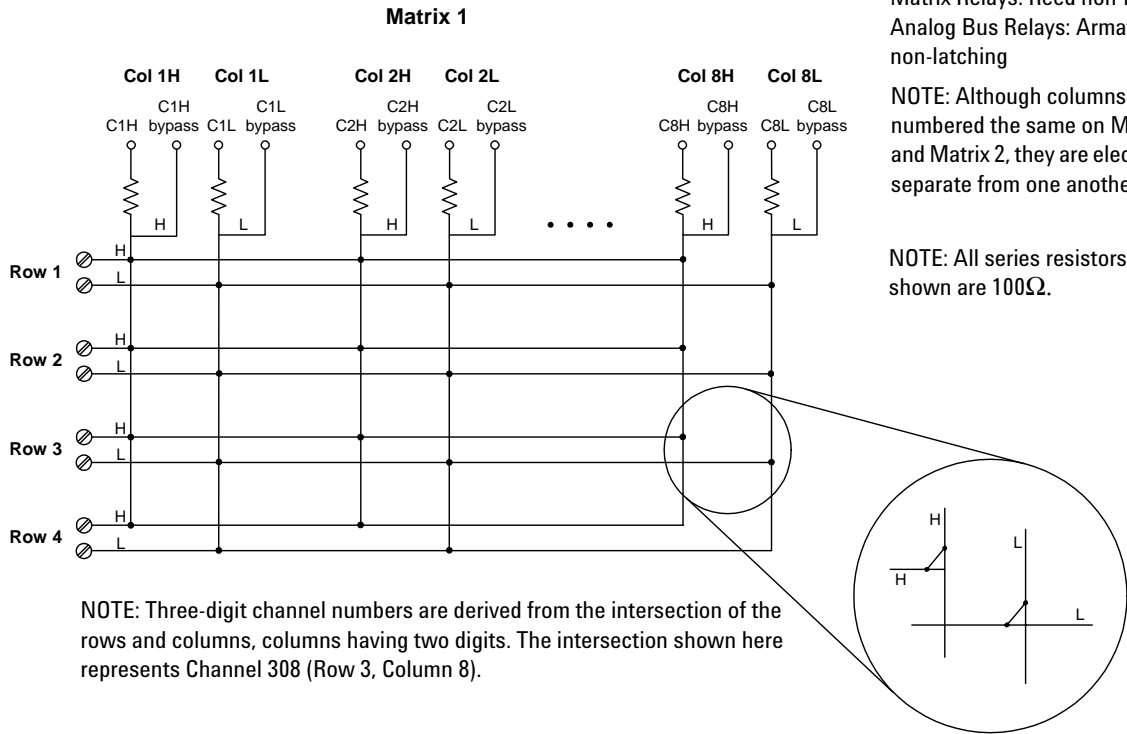 Matrix 1
Analog Bus Relays:
non-latching
NOTE: Although columns
numbered the same on
and Matrix 2, they are
separate from one
NOTE: All series resistors
shown are 100Ω.
Col 1H Col 1L Col 2H Col 2L Col 8H Col 8L
C1H C1L C2H C2L C8H C8L
C1H bypass C1L bypass C2H bypass C2L bypass C8H bypass C8L bypass
H L H L H L
H
Row 1
L
H
Row 2
L
H
Row 3
L
H
Row 4
L
H
L
H
L
NOTE: Three-digit channel numbers are derived from the intersection of the
rows and columns, columns having two digits. The intersection shown here
represents Channel 308 (Row 3, Column 8).